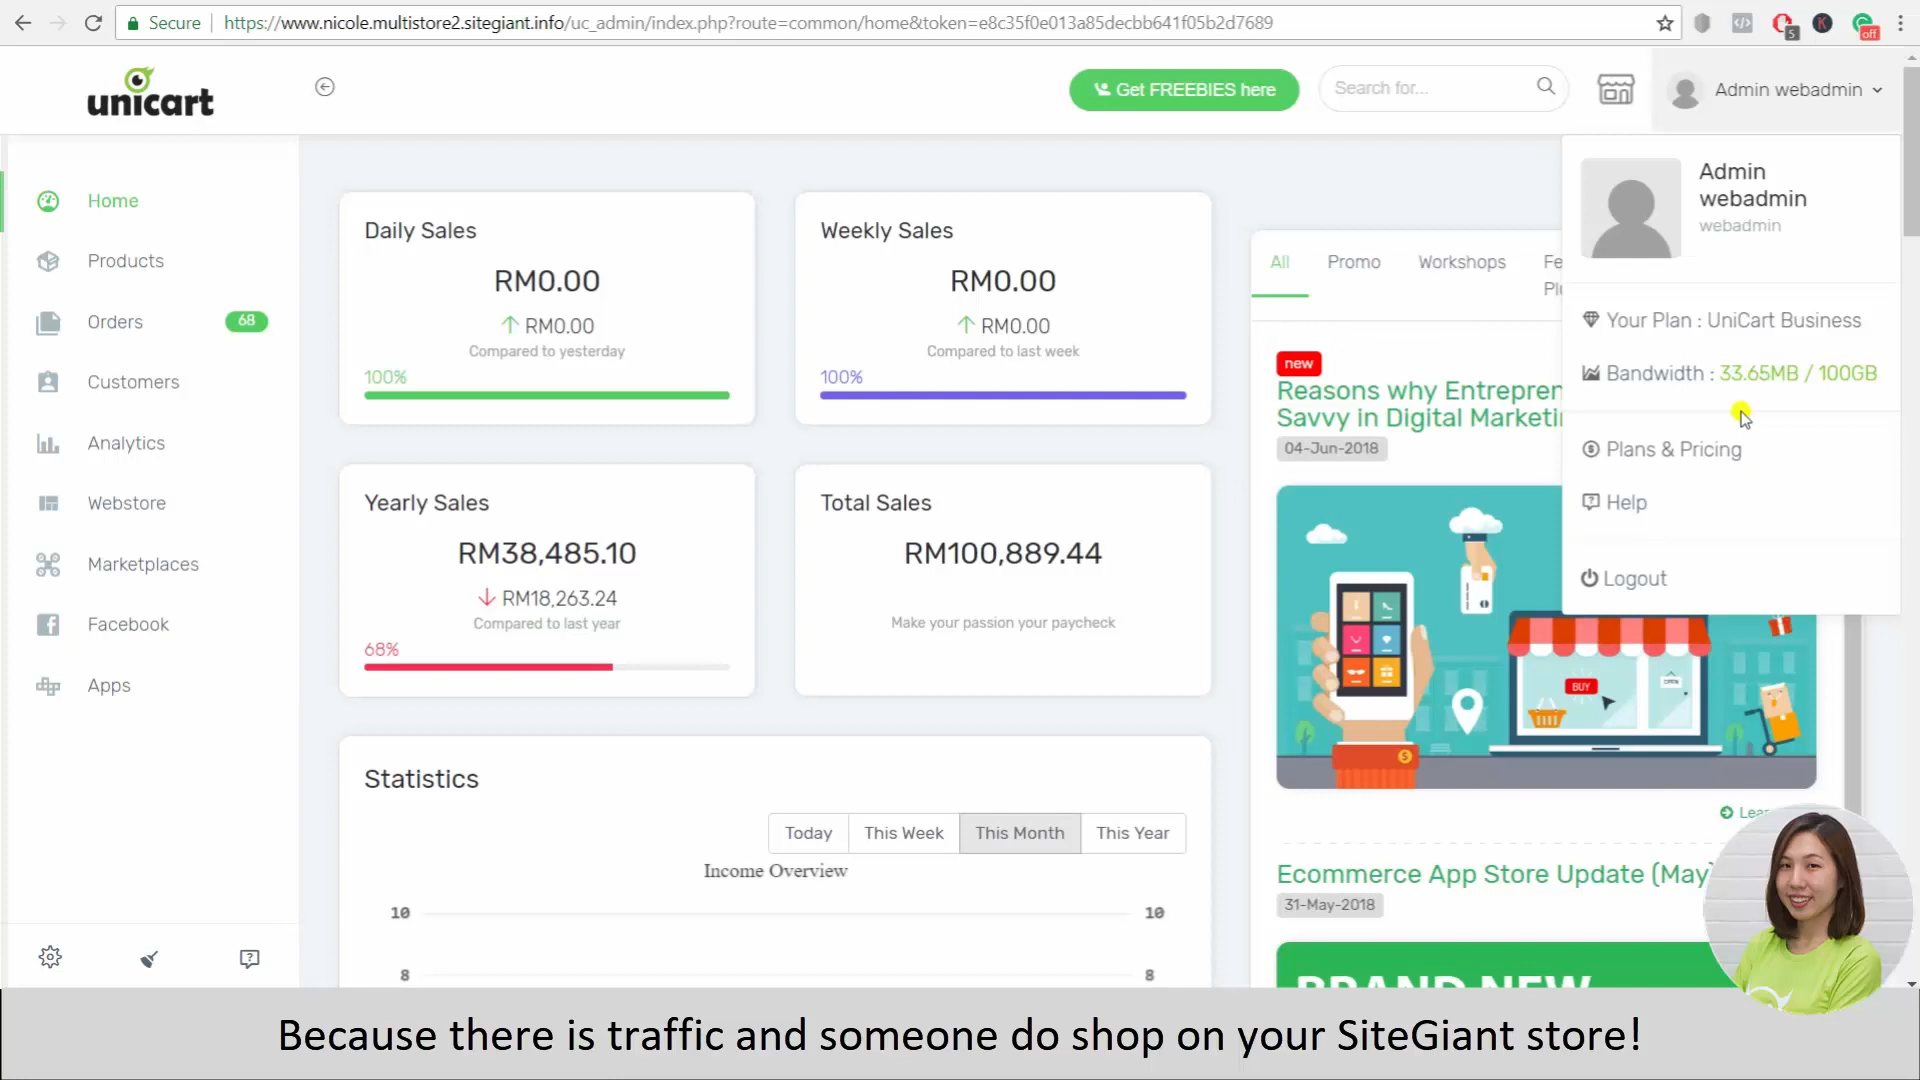 Secure
https://www.nicole.multistore2.sitegiant.info/uc_admin/index.php?route=common/home&token=e8c35f0e013a85decbb641f05b2d7689
5
K
off
unicart
Get FREEBIES here
Search for...
Admin webadmin
Home
Products
Orders
68
Customers
Analytics
Webstore
Marketplaces
Facebook
Apps
Daily Sales
RM0.00
RM0.00
Compared to yesterday
100%
Weekly Sales
RM0.00
RM0.00
Compared to last week
100%
Yearly Sales
RM38,485.10
RM18,263.24
Compared to last year
68%
Total Sales
RM100,889.44
Make your passion your paycheck
Statistics
Today
This Week
This Month
This Year
Income Overview
10
10
8
8
All
Promo
Workshops
Fe
new
Reasons why Entrepren
Savvy in Digital Marketi
04-Jun-2018
BUY
OPEN
Lea
Ecommerce App Store Update (May)
31-May-2018
BRAND NEW
Admin
webadmin
webadmin
Your Plan : UniCart Business
Bandwidth : 33.65MB / 100GB
Plans & Pricing
Help
Logout
Because there is traffic and someone do shop on your SiteGiant store!